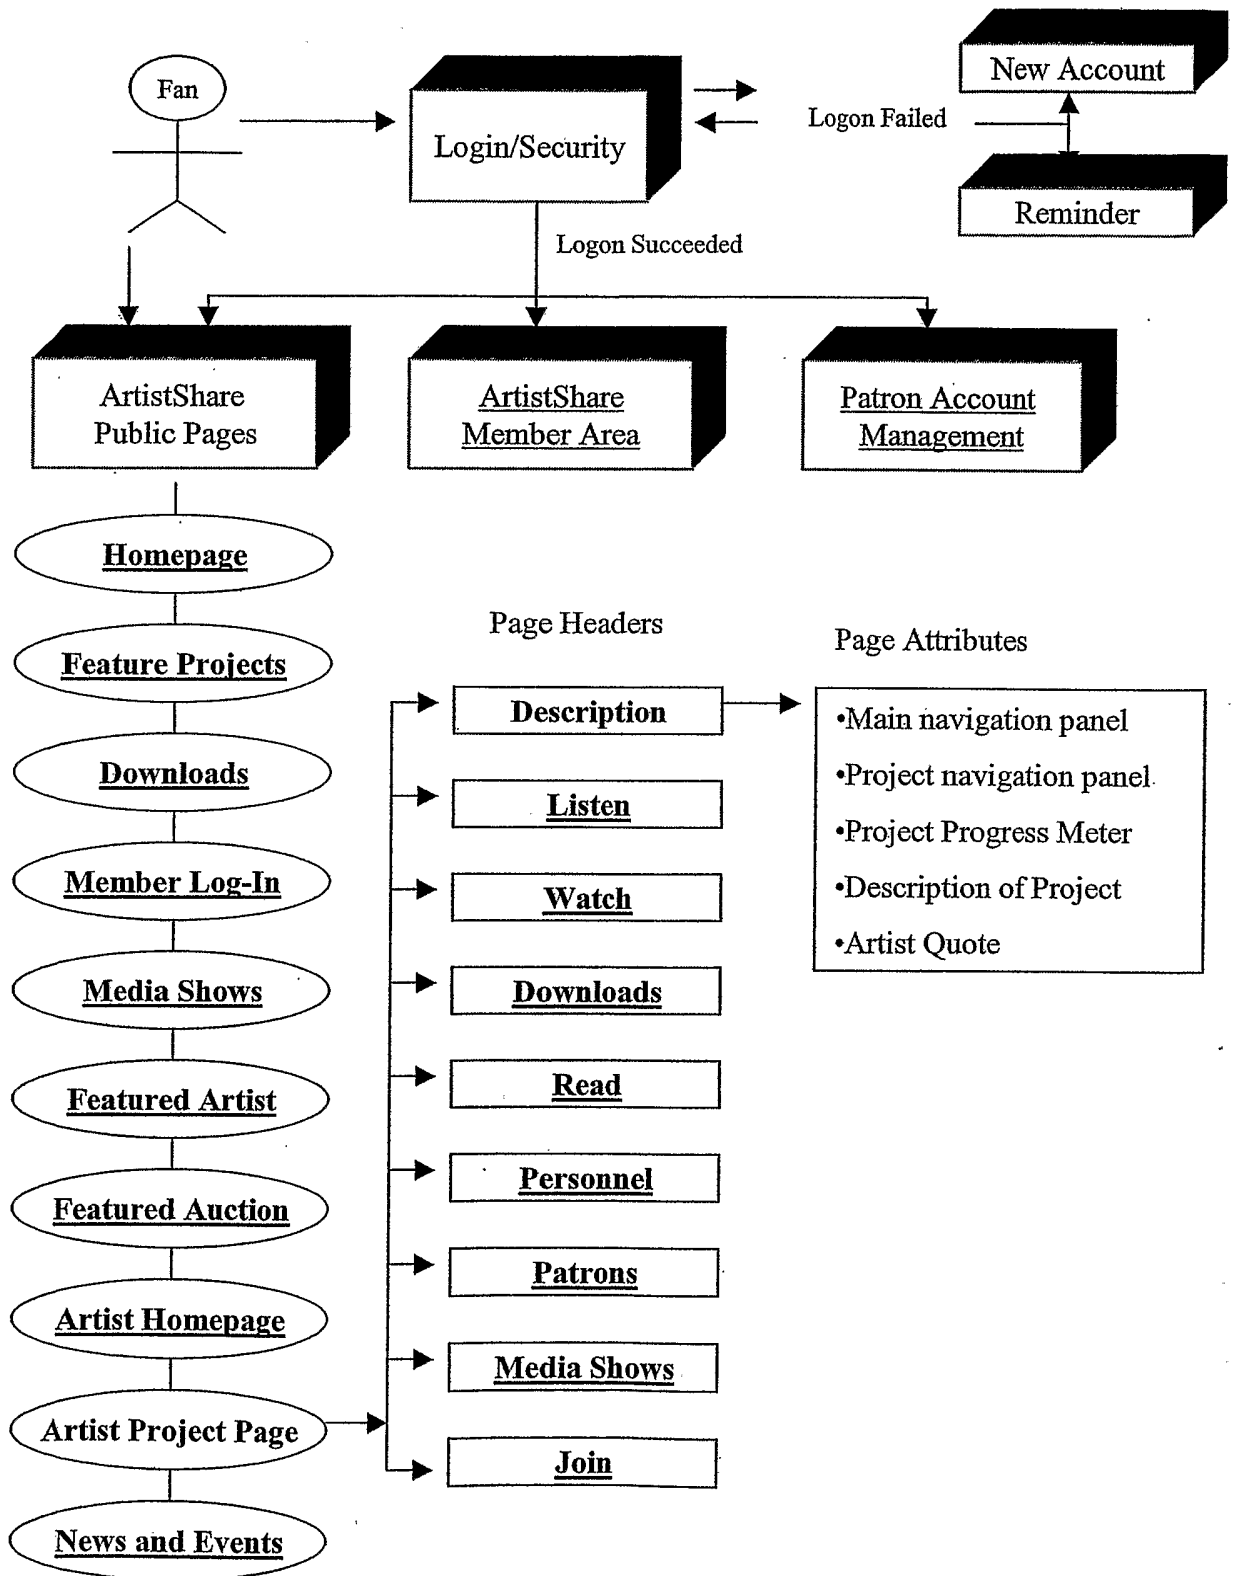 Fan
Login/Security
Logon Failed
New Account
Reminder
Logon Succeeded
ArtistShare
Public Pages
ArtistShare
Member Area
Patron Account
Management
Homepage
Feature Projects
Downloads
Member Log-In
Media Shows
Featured Artist
Featured Auction
Artist Homepage
Artist Project Page
News and Events
Page Headers
Description
Listen
Watch
Downloads
Read
Personnel
Patrons
Media Shows
Join
Page Attributes
•Main navigation panel
•Project navigation panel
•Project Progress Meter
•Description of Project
•Artist Quote